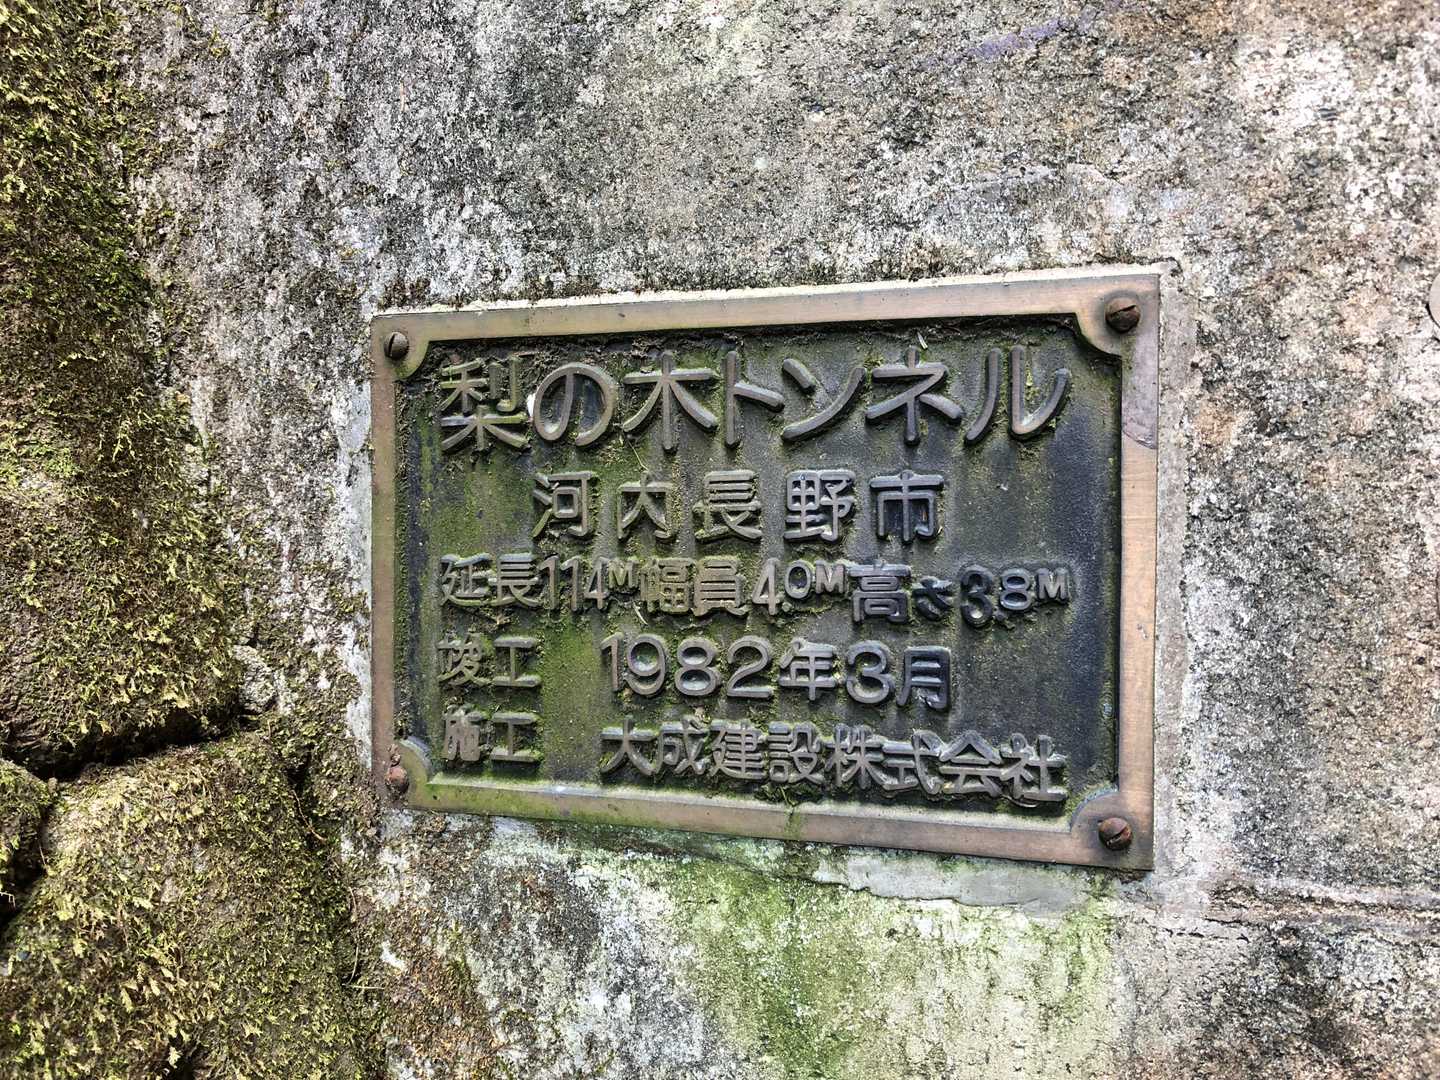 梨の木トンネル
河内長野市
延長114M幅員4.0M高さ3.8M
竣工 1982年3月
施工 大成建設株式会社